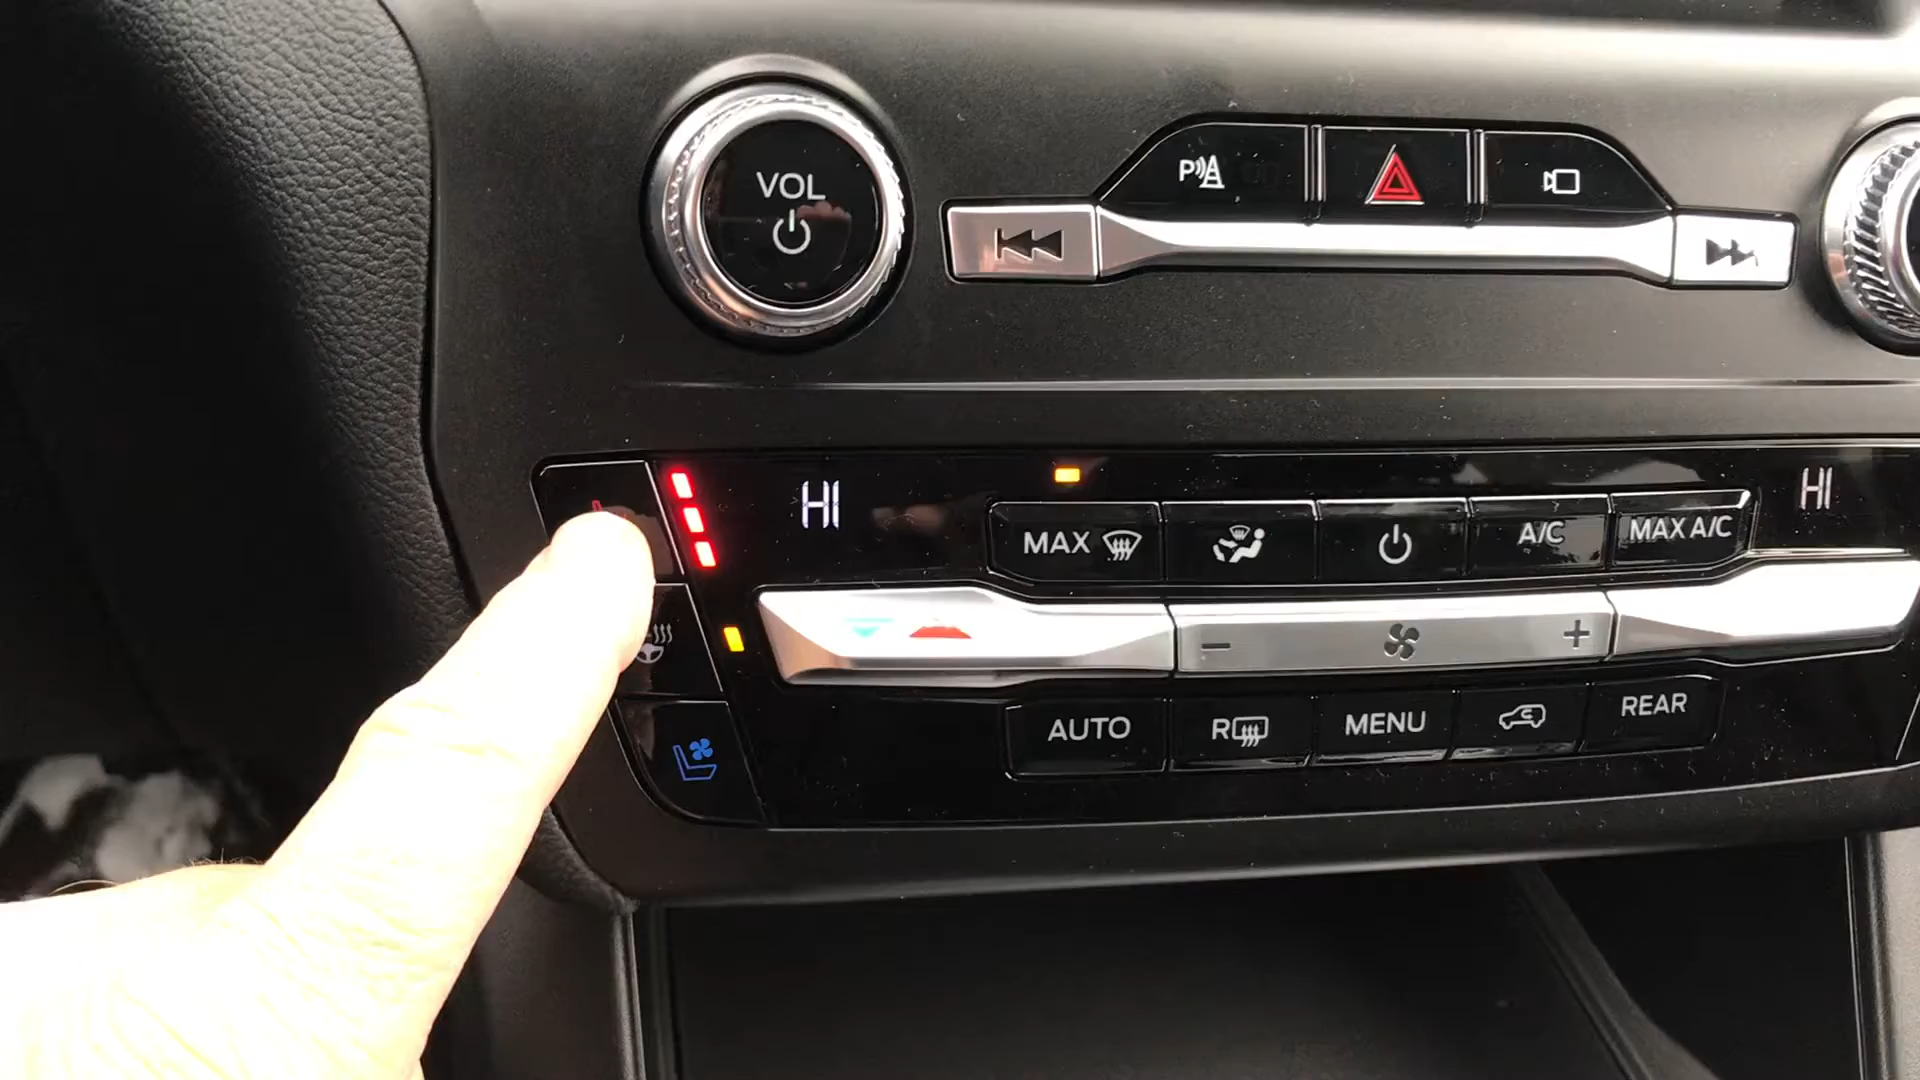 VOL
P
HI
HI
MAX
A/C
MAX A/C
- +
AUTO
R
MENU
REAR